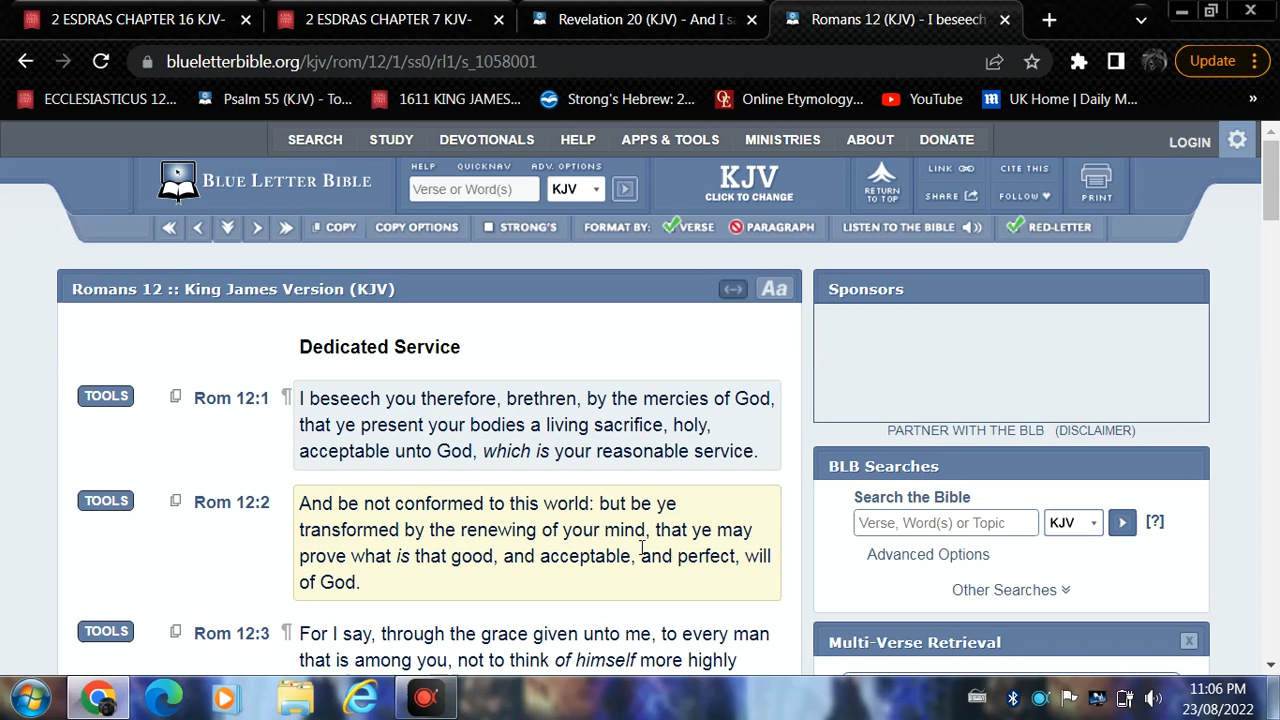 2 ESDRAS CHAPTER 16 KJV-
2 ESDRAS CHAPTER 7 KJV-
Revelation 20 (KJV) - And I s
Romans 12 (KJV) - I beseech
blueletterbible.org/kjv/rom/12/1/ss0/rl1/s_1058001
Update
ECCLESIASTICUS 12...
Psalm 55 (KJV) - To...
1611 KING JAMES...
Strong's Hebrew: 2...
Online Etymology...
YouTube
UK Home | Daily M...
»
SEARCH STUDY DEVOTIONALS HELP APPS & TOOLS MINISTRIES ABOUT DONATE
LOGIN
BLUE LETTER BIBLE
HELP QUICKNAV ADV. OPTIONS
Verse or Word(s)
KJV
KJV
CLICK TO CHANGE
RETURN
TO TOP
LINK
CITE THIS
SHARE
FOLLOW
PRINT
COPY COPY OPTIONS STRONG'S FORMAT BY: VERSE PARAGRAPH LISTEN TO THE BIBLE RED-LETTER
Romans 12 :: King James Version (KJV)
Aa
Dedicated Service
TOOLS
Rom 12:1
¶
I beseech you therefore, brethren, by the mercies of God,
that ye present your bodies a living sacrifice, holy,
acceptable unto God, which is your reasonable service.
TOOLS
Rom 12:2
And be not conformed to this world: but be ye
transformed by the renewing of your mind, that ye may
prove what is that good, and acceptable, and perfect, will
of God.
TOOLS
Rom 12:3
¶
For I say, through the grace given unto me, to every man
that is among you, not to think of himself more highly
Sponsors
PARTNER WITH THE BLB (DISCLAIMER)
BLB Searches
Search the Bible
Verse, Word(s) or Topic
KJV
[?]
Advanced Options
Other Searches
Multi-Verse Retrieval
x
11:06 PM
23/08/2022